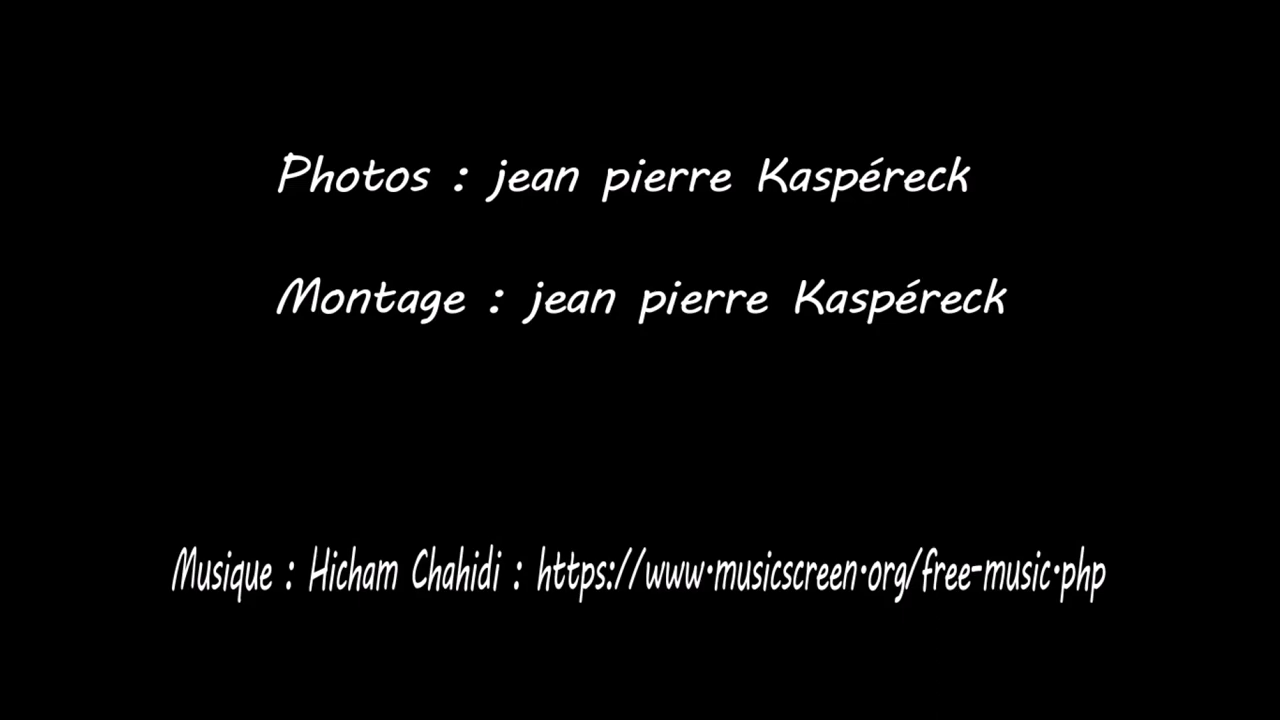 Photos : jean pierre Kaspéreck
Montage : jean pierre Kaspéreck
Musique : Hicham Chahidi : https://www.musicscreen.org/free-music.php